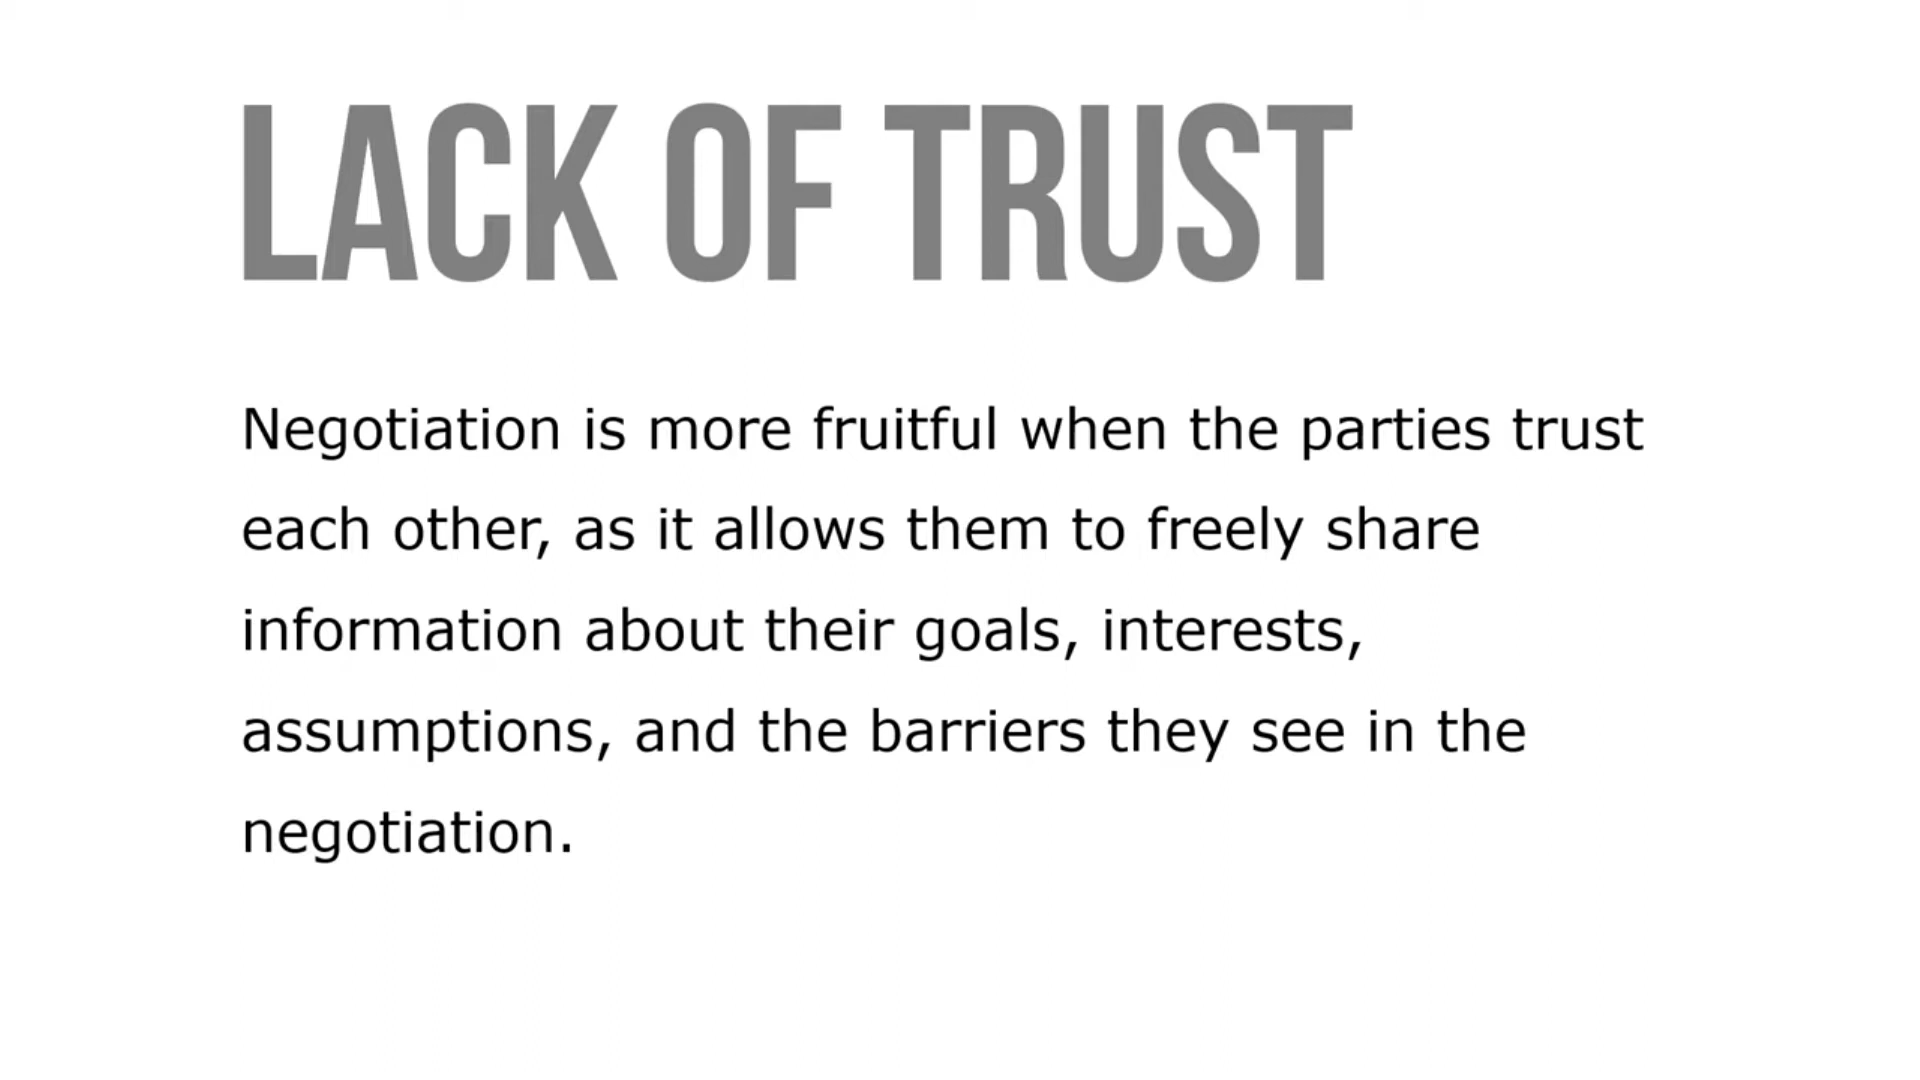 LACK OF TRUST
Negotiation is more fruitful when the parties trust
each other, as it allows them to freely share
information about their goals, interests,
assumptions, and the barriers they see in the
negotiation.